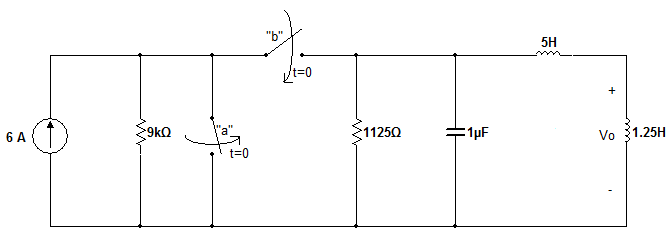 "b"
5H
t=0
+
6 A
9kΩ
"a"
1125Ω
1µF
Vo
1.25H
t=0
-